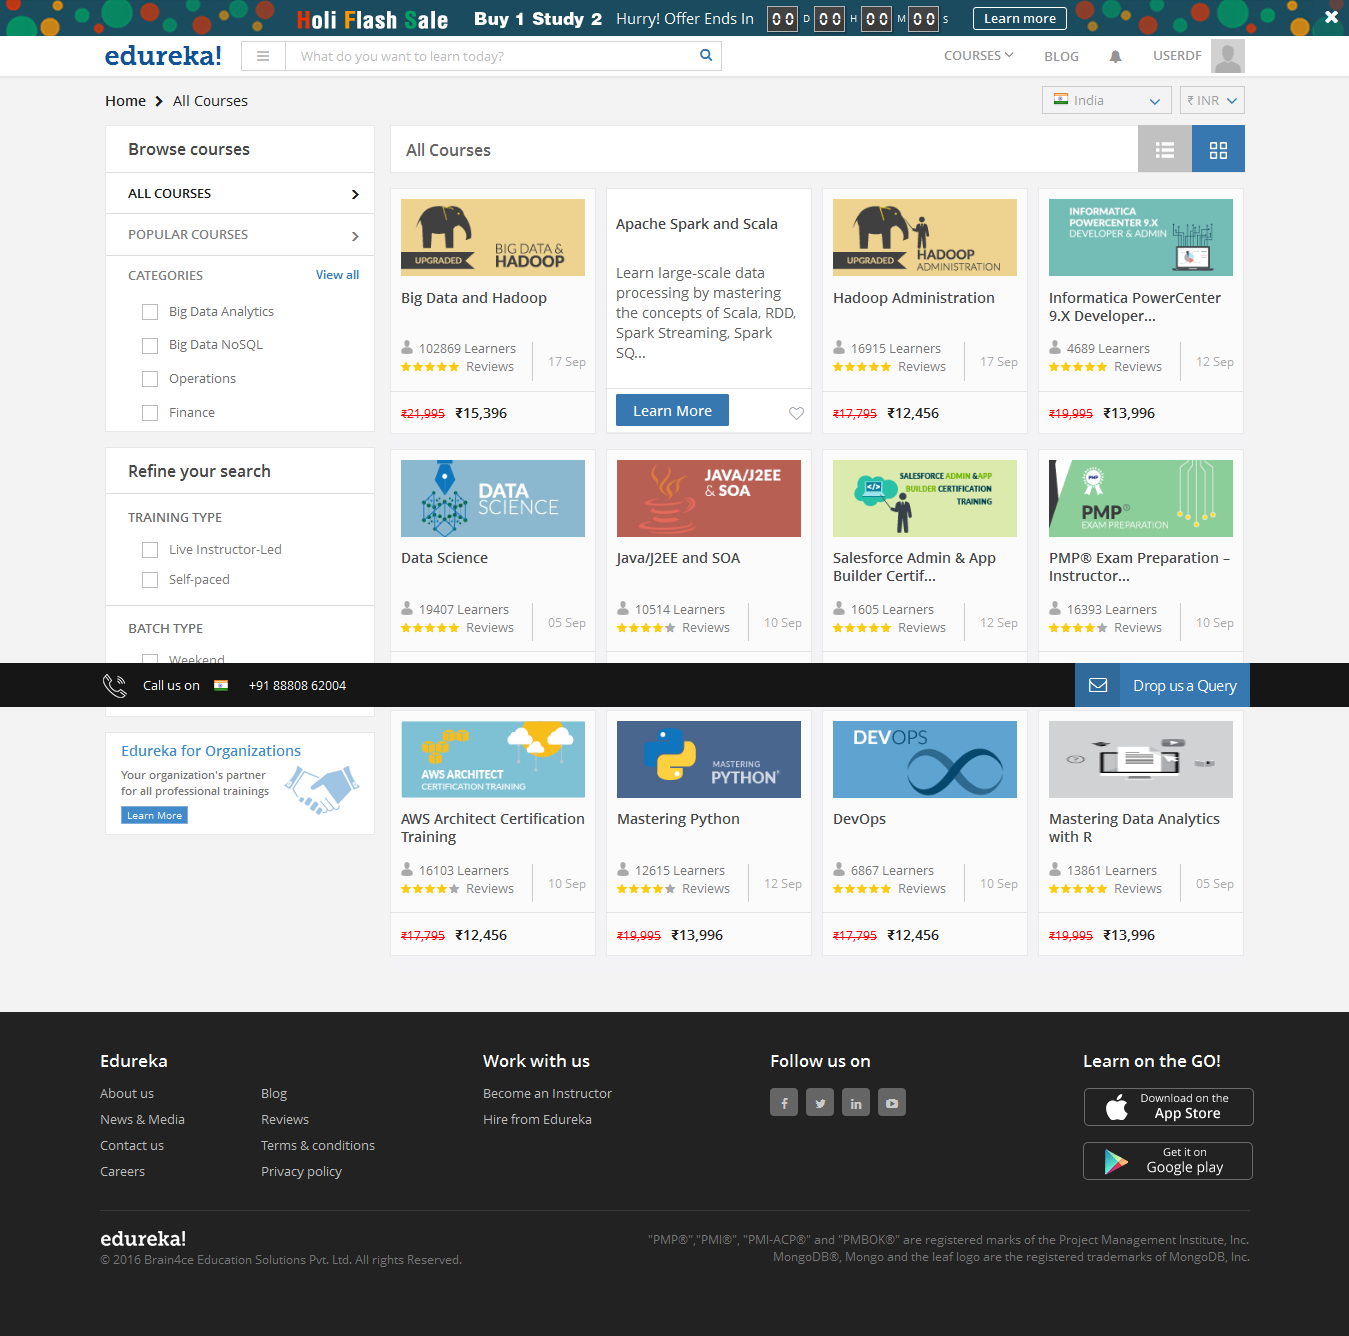 Holi Flash Sale Buy 1 Study 2 Hurry! Offer Ends In 00 D 00 H 00 M 00 S Learn more
edureka! What do you want to learn today? COURSES BLOG USERDF
Home All Courses India ₹ INR
Browse courses
ALL COURSES
POPULAR COURSES
CATEGORIES View all
Big Data Analytics
Big Data NoSQL
Operations
Finance
Refine your search
TRAINING TYPE
Live Instructor-Led
Self-paced
BATCH TYPE
Weekend
Edureka for Organizations
Your organization's partner
for all professional trainings
Learn More
All Courses
BIG DATA &
HADOOP
UPGRADED
Big Data and Hadoop
102869 Learners
Reviews
17 Sep
₹21,995 ₹15,396
Apache Spark and Scala
Learn large-scale data
processing by mastering
the concepts of Scala, RDD,
Spark Streaming, Spark
SQ...
Learn More
HADOOP
ADMINISTRATION
UPGRADED
Hadoop Administration
16915 Learners
Reviews
17 Sep
₹17,795 ₹12,456
INFORMATICA
POWERCENTER 9.X
DEVELOPER & ADMIN
Informatica PowerCenter
9.X Developer...
4689 Learners
Reviews
12 Sep
₹19,995 ₹13,996
DATA
SCIENCE
Data Science
19407 Learners
Reviews
05 Sep
JAVA/J2EE
& SOA
Java/J2EE and SOA
10514 Learners
Reviews
10 Sep
SALESFORCE ADMIN & APP
BUILDER CERTIFICATION
TRAINING
Salesforce Admin & App
Builder Certif...
1605 Learners
Reviews
12 Sep
PMP
PMP®
EXAM PREPARATION
PMP® Exam Preparation –
Instructor...
16393 Learners
Reviews
10 Sep
Call us on +91 88808 62004 Drop us a Query
AWS ARCHITECT
CERTIFICATION TRAINING
AWS Architect Certification
Training
16103 Learners
Reviews
10 Sep
₹17,795 ₹12,456
MASTERING
PYTHON®
Mastering Python
12615 Learners
Reviews
12 Sep
₹19,995 ₹13,996
DEVOPS
DevOps
6867 Learners
Reviews
10 Sep
₹17,795 ₹12,456
Mastering Data Analytics
with R
13861 Learners
Reviews
05 Sep
₹19,995 ₹13,996
Edureka
About us
News & Media
Contact us
Careers
Blog
Reviews
Terms & conditions
Privacy policy
Work with us
Become an Instructor
Hire from Edureka
Follow us on
Learn on the GO!
Download on the
App Store
Get it on
Google play
edureka!
© 2016 Brain4ce Education Solutions Pvt. Ltd. All rights Reserved.
"PMP®","PMI®", "PMI-ACP®" and "PMBOK®" are registered marks of the Project Management Institute, Inc.
MongoDB®, Mongo and the leaf logo are the registered trademarks of MongoDB, Inc.